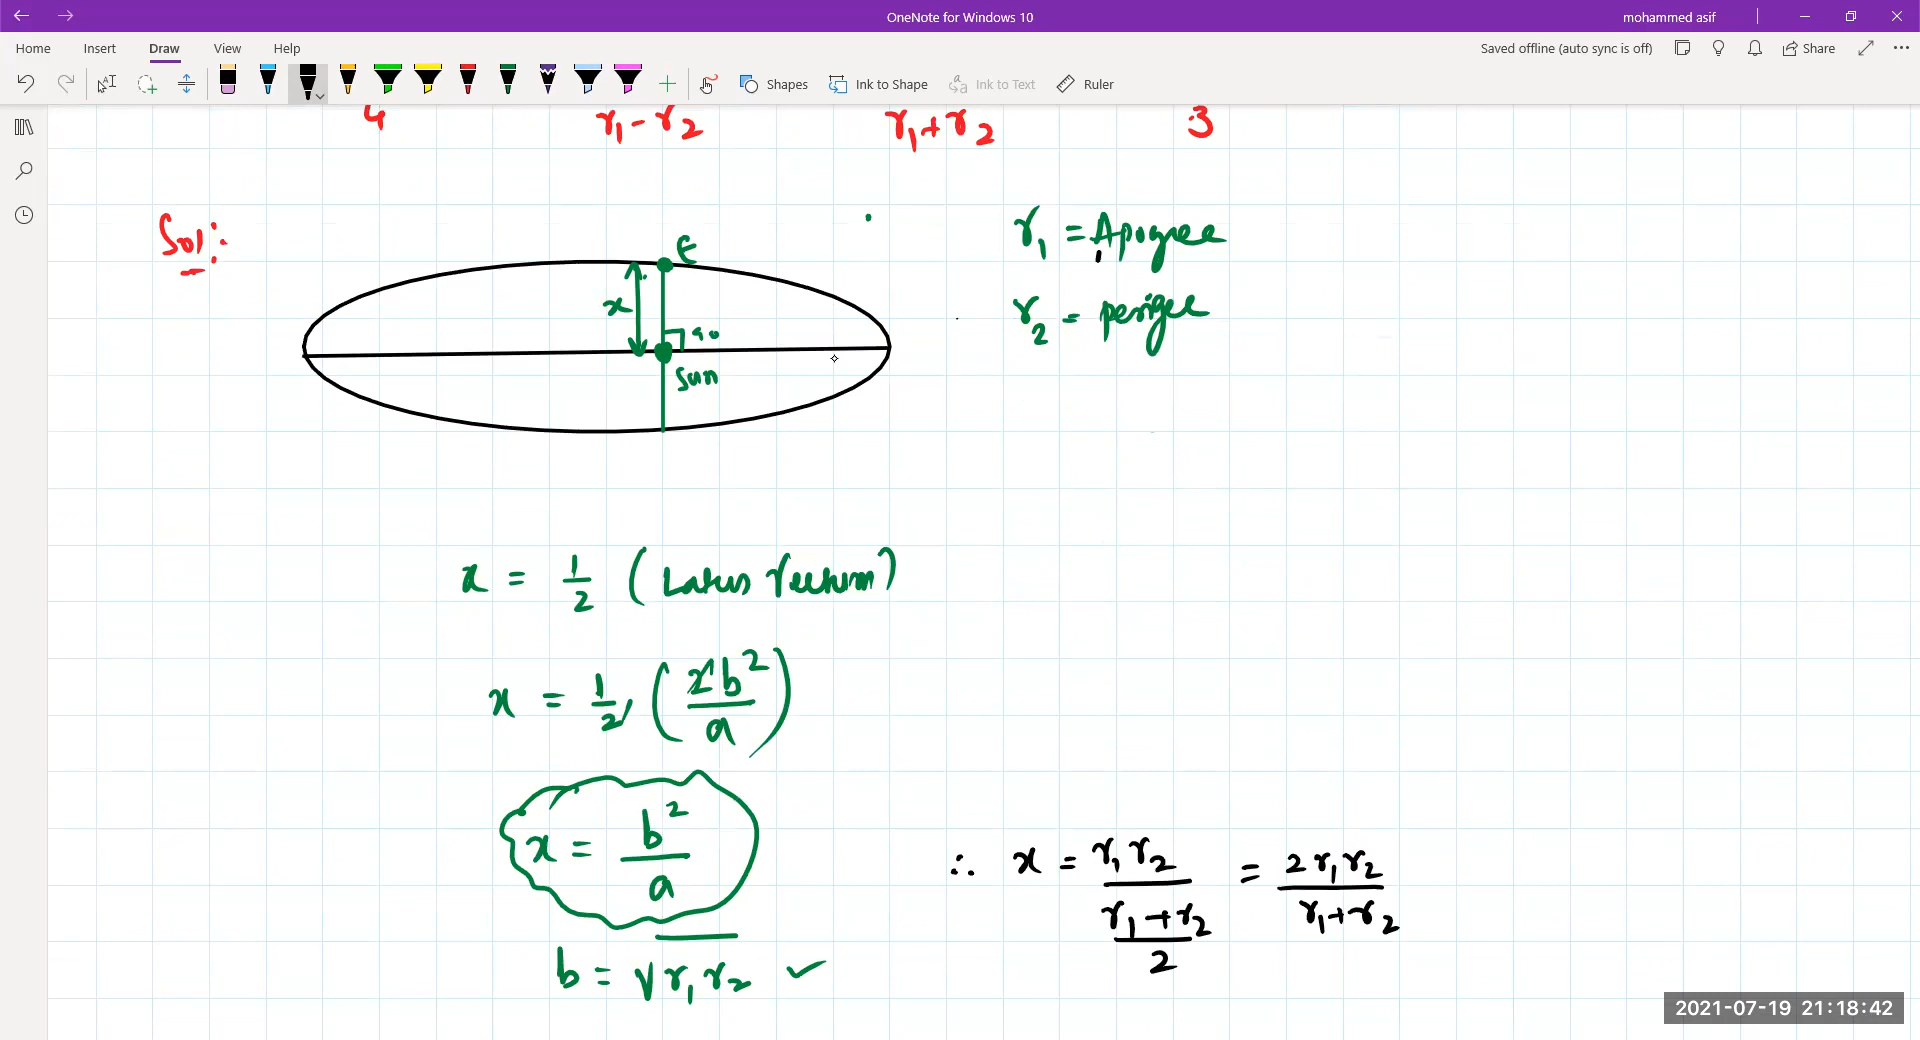 OneNote for Windows 10
mohammed asif
Home Insert Draw View Help
Saved offline (auto sync is off) Share
Shapes Ink to Shape Ink to Text Ruler
4 r₁ - r₂ r₁ + r₂ 3
Sol:
E
x
90
Sun
r₁ = Apogree
r₂ = perigee
x = 1/2 (Latus rectum)
x = 1/2 (2b²/a)
x = b²/a
b = √r₁r₂ ✓
∴ x = r₁r₂/((r₁+r₂)/2) = 2r₁r₂/(r₁+r₂)
2021-07-19 21:18:42